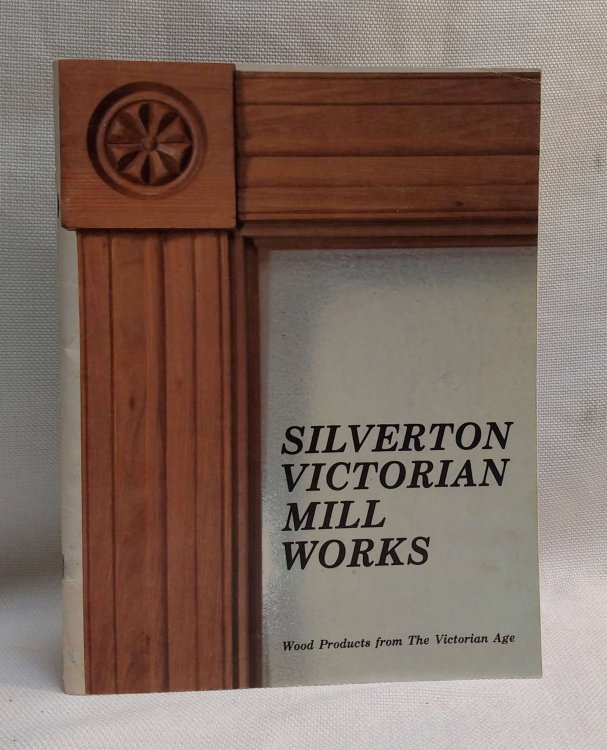 SILVERTON
VICTORIAN
MILL
WORKS
Wood Products from The Victorian Age